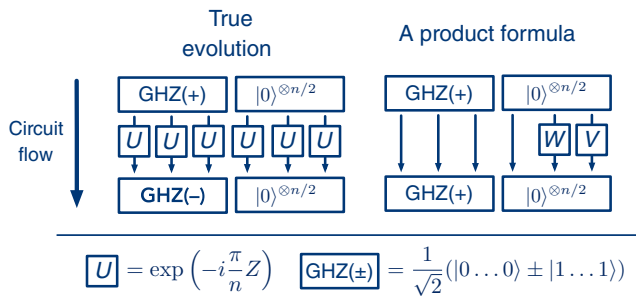 True evolution
A product formula
Circuit flow
GHZ(+) |0⟩^{⊗n/2} GHZ(+) |0⟩^{⊗n/2}
U U U U U U W V
GHZ(–) |0⟩^{⊗n/2} GHZ(+) |0⟩^{⊗n/2}
U = exp(−i π/n Z) GHZ(±) = 1/√2 (|0…0⟩ ± |1…1⟩)